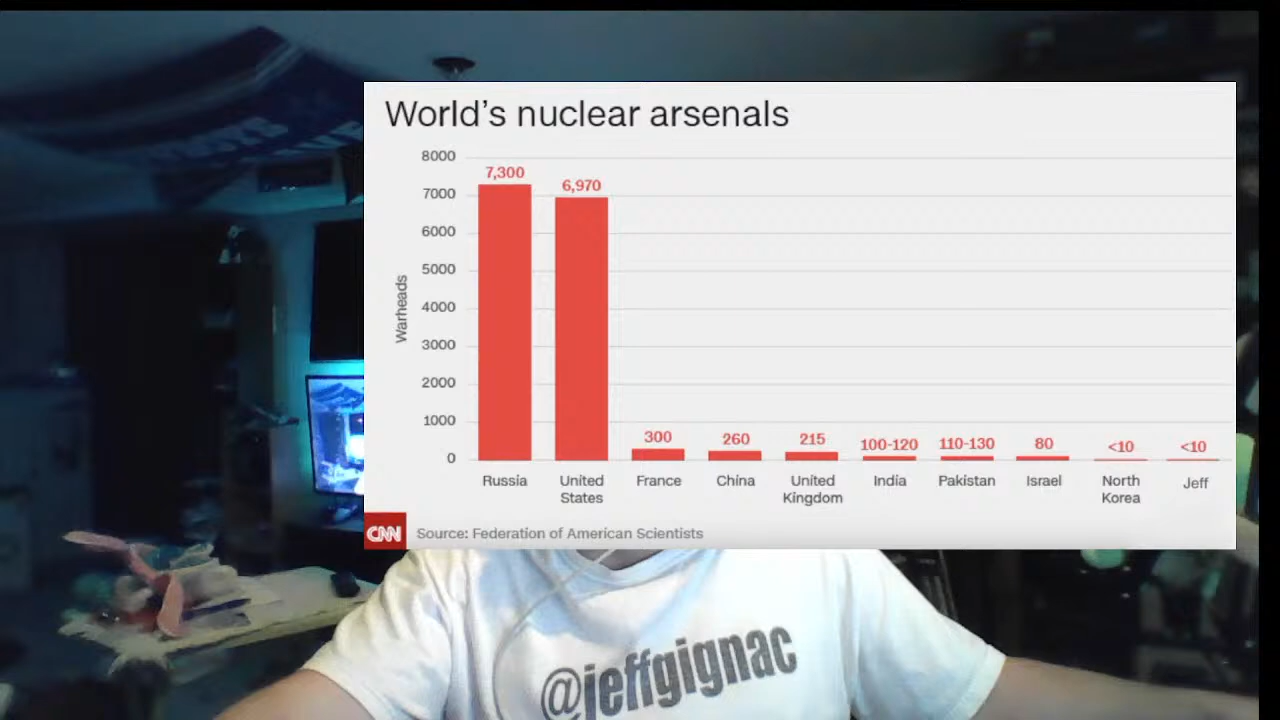 World's nuclear arsenals
8000
7000
6000
5000
4000
3000
2000
1000
0
Warheads
7,300
6,970
300
260
215
100-120
110-130
80
<10
<10
Russia
United
States
France
China
United
Kingdom
India
Pakistan
Israel
North
Korea
Jeff
CNN
Source: Federation of American Scientists
@jeffgignac